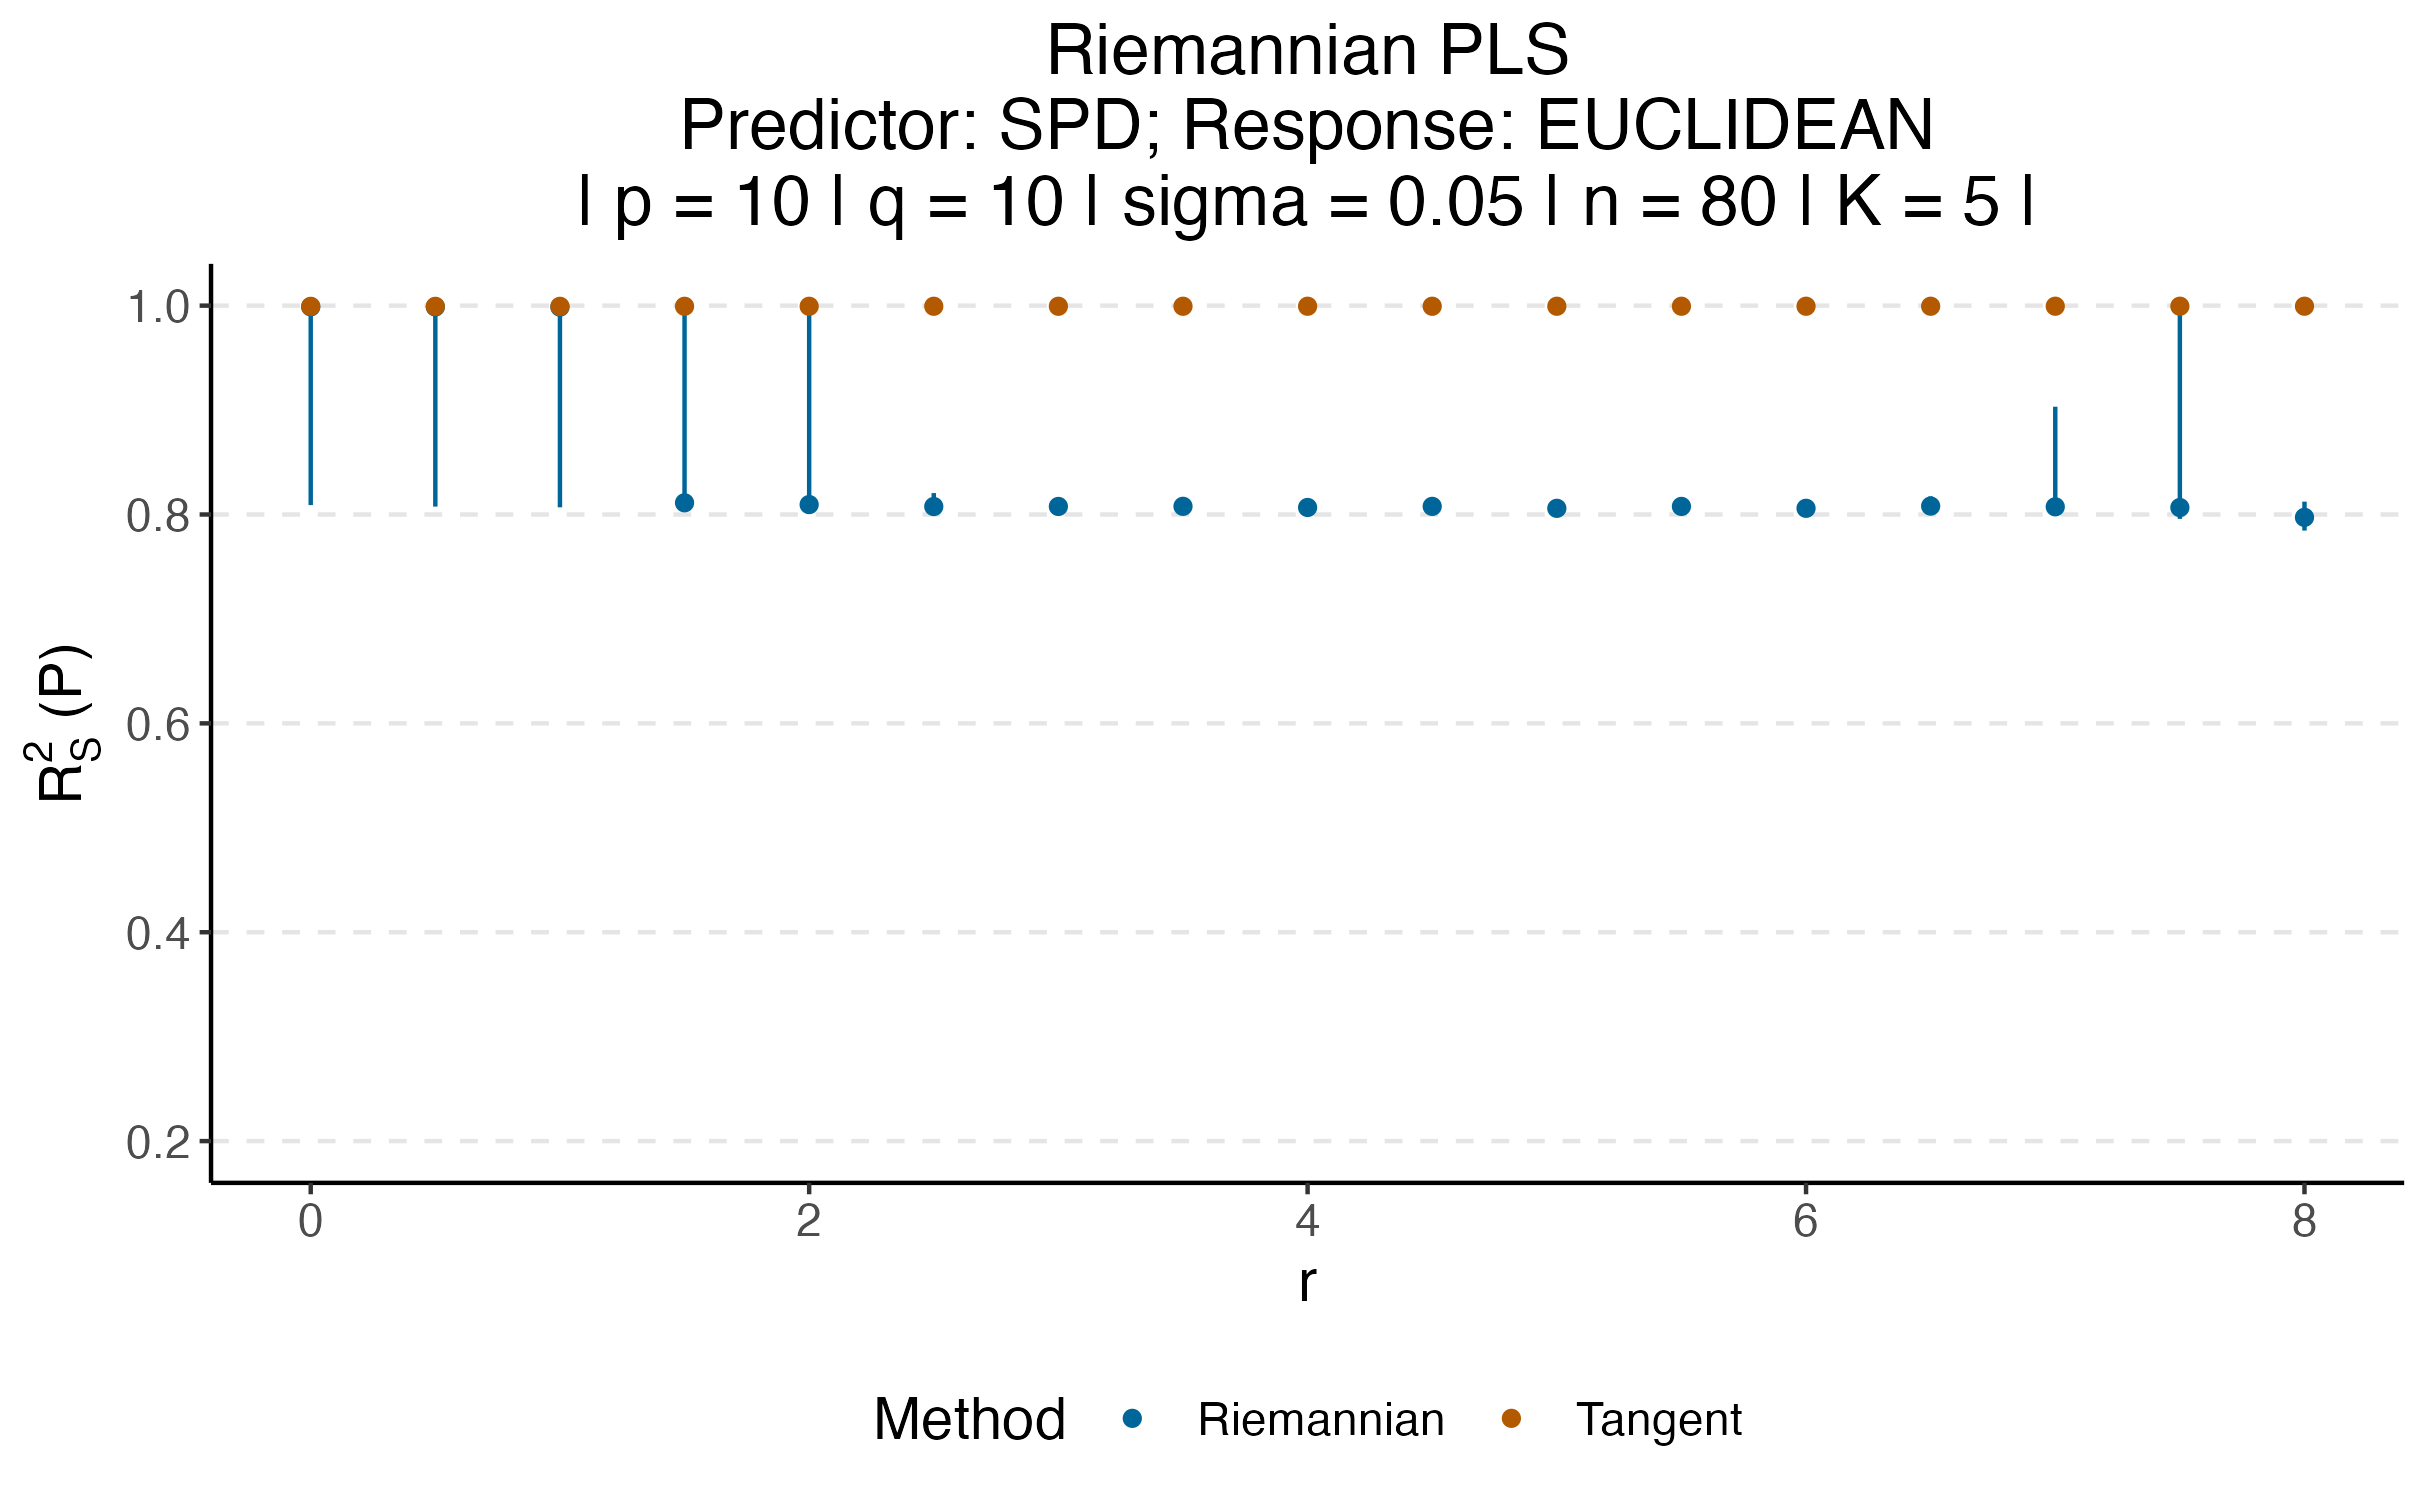 Riemannian PLS
Predictor: SPD; Response: EUCLIDEAN
| p = 10 | q = 10 | sigma = 0.05 | n = 80 | K = 5 |
R²S (P)
1.0
0.8
0.6
0.4
0.2
0 2 4 6 8
r
Method Riemannian Tangent